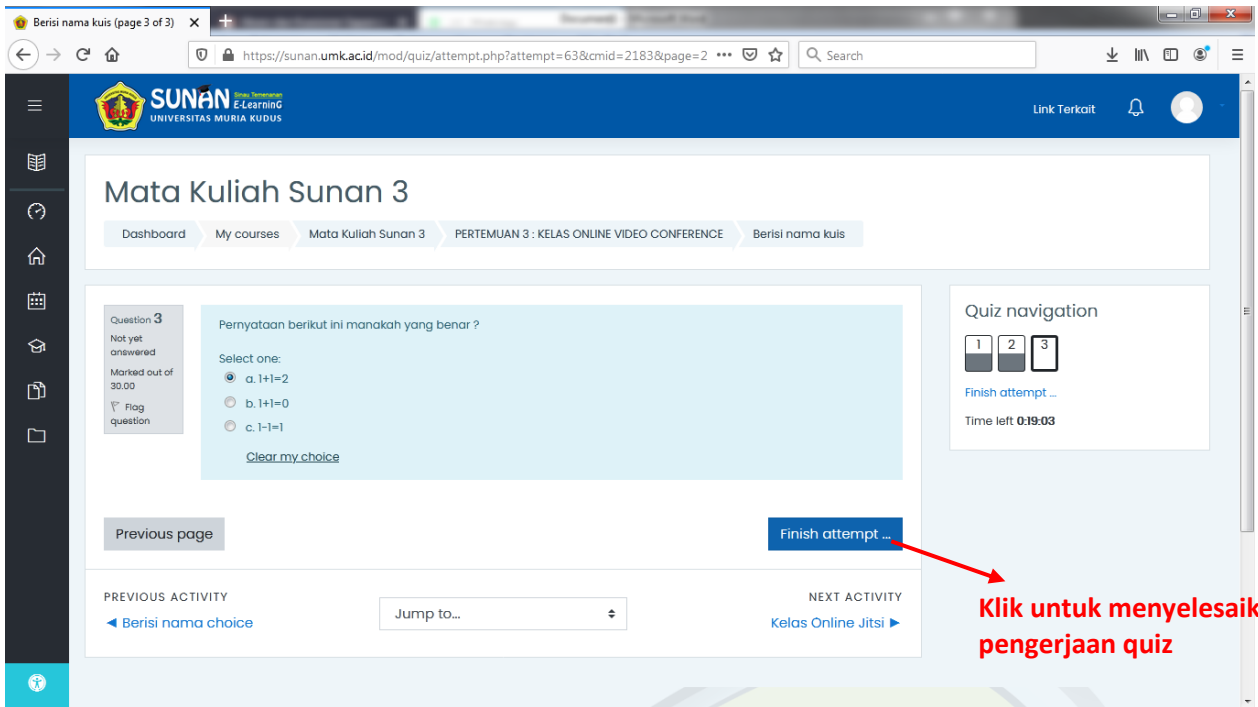 Berisi nama kuis (page 3 of 3)
https://sunan.umk.ac.id/mod/quiz/attempt.php?attempt=63&cmid=2183&page=2
Search
SUNAN Sinau Temenanan E-Learning
UNIVERSITAS MURIA KUDUS
Link Terkait
Mata Kuliah Sunan 3
Dashboard My courses Mata Kuliah Sunan 3 PERTEMUAN 3 : KELAS ONLINE VIDEO CONFERENCE Berisi nama kuis
Question 3
Not yet
answered
Marked out of
30.00
Flag
question
Pernyataan berikut ini manakah yang benar ?
Select one:
a. 1+1=2
b. 1+1=0
c. 1-1=1
Clear my choice
Quiz navigation
1 2 3
Finish attempt ...
Time left 0:19:03
Previous page
Finish attempt ...
PREVIOUS ACTIVITY
◄ Berisi nama choice
Jump to...
NEXT ACTIVITY
Kelas Online Jitsi ►
Klik untuk menyelesaik
pengerjaan quiz